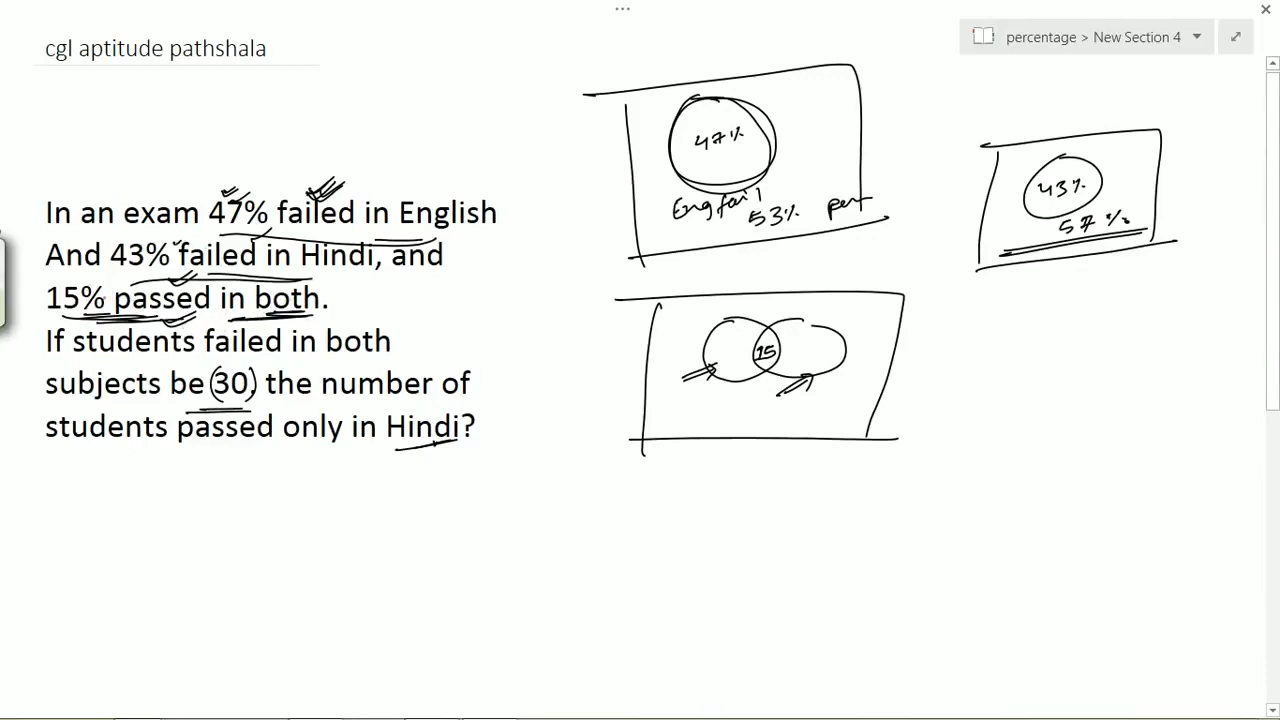 cgl aptitude pathshala
percentage > New Section 4
In an exam 47% failed in English
And 43% failed in Hindi, and
15% passed in both.
If students failed in both
subjects be (30, the number of
students passed only in Hindi?
47%
Eng fail
53%
43%
57%
15